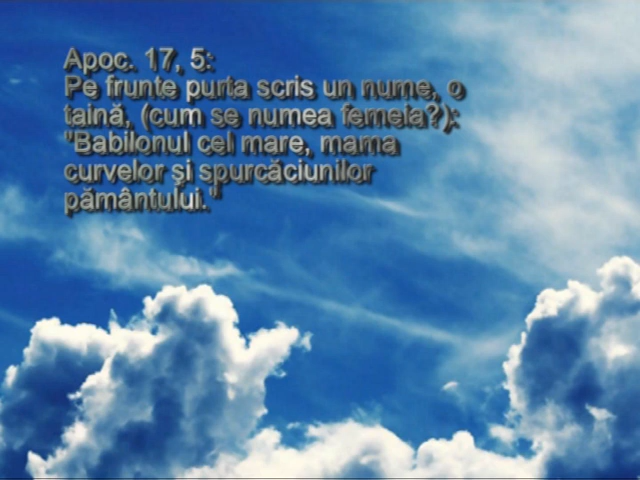 Apoc. 17, 5:
Pe frunte purta scris un nume, o
taină, (cum se numea femeia?):
"Babilonul cel mare, mama
curvelor şi spurcăciunilor
pământului."